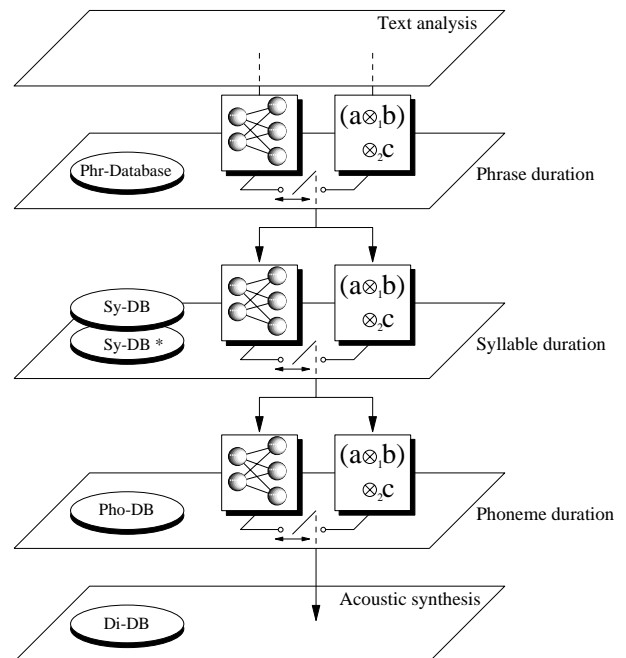 Text analysis
(a⊗₁b)
⊗₂c
Phr-Database
Phrase duration
(a⊗₁b)
⊗₂c
Sy-DB
Sy-DB *
Syllable duration
(a⊗₁b)
⊗₂c
Pho-DB
Phoneme duration
Acoustic synthesis
Di-DB